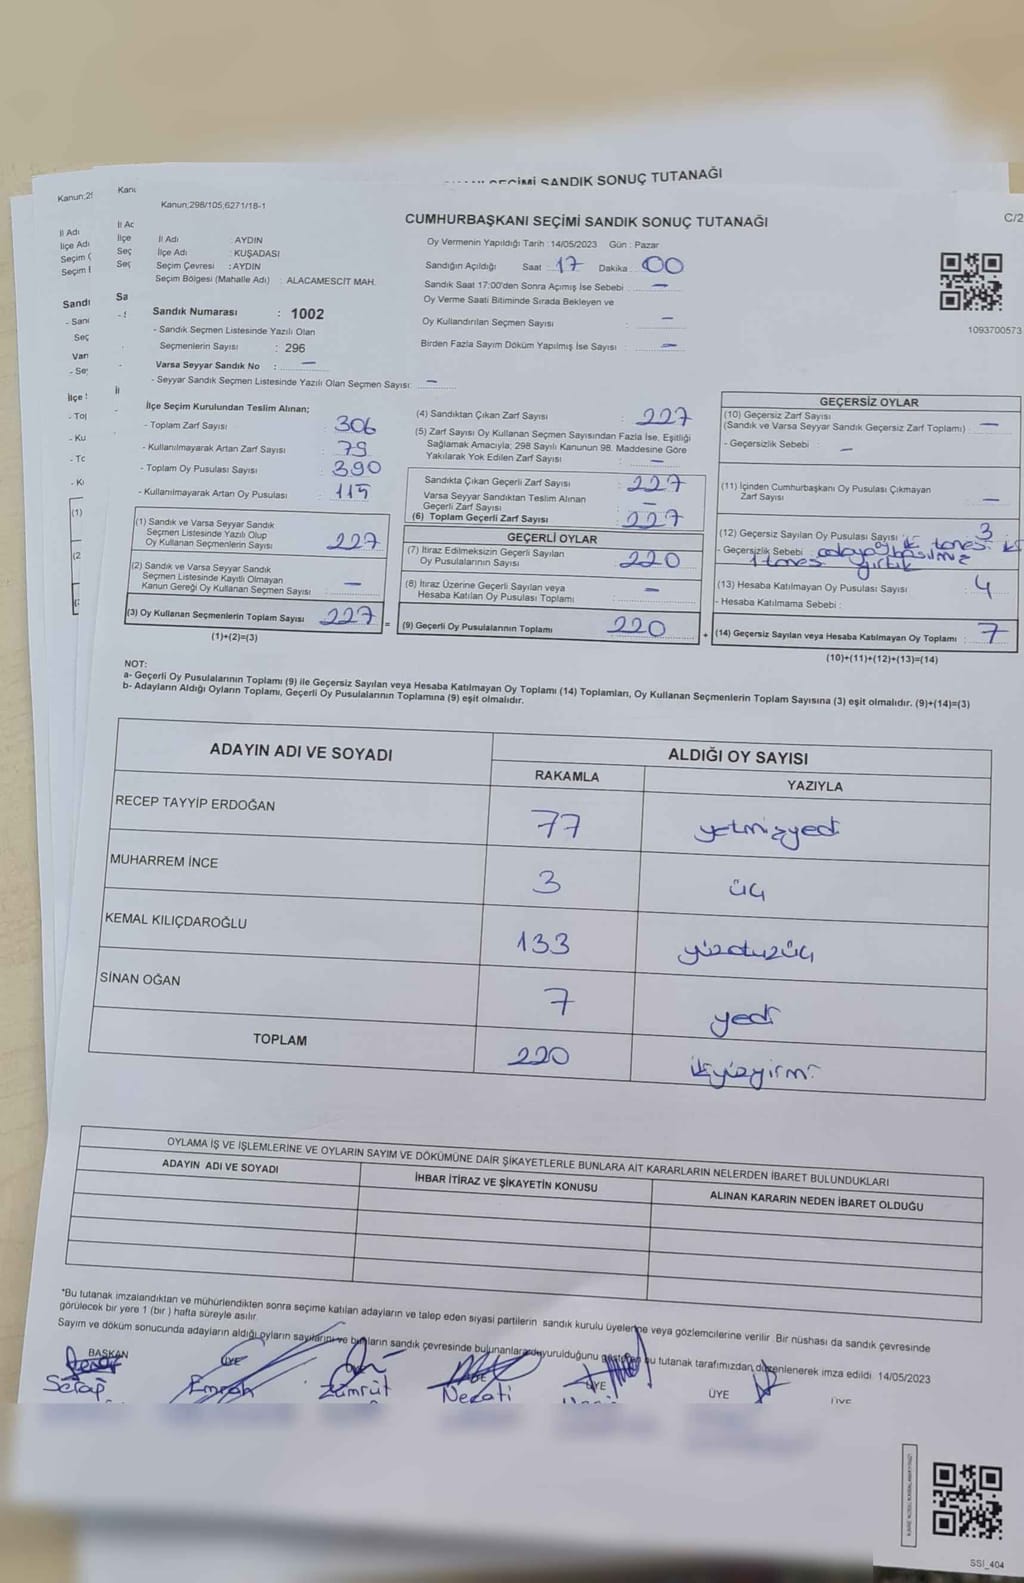 CUMHURBAŞKANI SEÇİMİ SANDIK SONUÇ TUTANAĞI
Kanun;298/105,6271/18-1
C/2
İl Adı : AYDIN
İlçe Adı : KUŞADASI
Seçim Çevresi : AYDIN
Seçim Bölgesi (Mahalle Adı) : ALACAMESCİT MAH.
Sandık Numarası : 1002
- Sandık Seçmen Listesinde Yazılı Olan
Seçmenlerin Sayısı : 296
Varsa Seyyar Sandık No : —
- Seyyar Sandık Seçmen Listesinde Yazılı Olan Seçmen Sayısı: —
Oy Vermenin Yapıldığı Tarih : 14/05/2023 Gün : Pazar
Sandığın Açıldığı Saat : 17 Dakika : 00
Sandık Saat 17:00'den Sonra Açımış İse Sebebi : —
Oy Verme Saati Bitiminde Sırada Bekleyen ve
Oy Kullandırılan Seçmen Sayısı : —
Birden Fazla Sayım Döküm Yapılmış İse Sayısı : —
1093700573
İlçe Seçim Kurulundan Teslim Alınan;
- Toplam Zarf Sayısı : 306
- Kullanılmayarak Artan Zarf Sayısı : 79
- Toplam Oy Pusulası Sayısı : 390
- Kullanılmayarak Artan Oy Pusulası : 115
(1) Sandık ve Varsa Seyyar Sandık
Seçmen Listesinde Yazılı Olup
Oy Kullanan Seçmenlerin Sayısı : 227
(2) Sandık ve Varsa Seyyar Sandık
Seçmen Listesinde Kayıtlı Olmayan
Kanun Gereği Oy Kullanan Seçmen Sayısı : —
(3) Oy Kullanan Seçmenlerin Toplam Sayısı : 227 =
(1)+(2)=(3)
(4) Sandıktan Çıkan Zarf Sayısı : 227
(5) Zarf Sayısı Oy Kullanan Seçmen Sayısından Fazla İse, Eşitliği
Sağlamak Amacıyla; 298 Sayılı Kanunun 98. Maddesine Göre
Yakılarak Yok Edilen Zarf Sayısı : —
Sandıkta Çıkan Geçerli Zarf Sayısı : 227
Varsa Seyyar Sandıktan Teslim Alınan
Geçerli Zarf Sayısı : —
(6) Toplam Geçerli Zarf Sayısı : 227
GEÇERLİ OYLAR
(7) İtiraz Edilmeksizin Geçerli Sayılan
Oy Pusulalarının Sayısı : 220
(8) İtiraz Üzerine Geçerli Sayılan veya
Hesaba Katılan Oy Pusulası Toplamı : —
(9) Geçerli Oy Pusulalarının Toplamı : 220 +
GEÇERSİZ OYLAR
(10) Geçersiz Zarf Sayısı
(Sandık ve Varsa Seyyar Sandık Geçersiz Zarf Toplamı) : —
- Geçersizlik Sebebi : —
(11) İçinden Cumhurbaşkanı Oy Pusulası Çıkmayan
Zarf Sayısı : —
(12) Geçersiz Sayılan Oy Pusulası Sayısı : 3
- Geçersizlik Sebebi
1 tanesi yırtık
(13) Hesaba Katılmayan Oy Pusulası Sayısı : 4
- Hesaba Katılmama Sebebi :
(14) Geçersiz Sayılan veya Hesaba Katılmayan Oy Toplamı : 7
(10)+(11)+(12)+(13)=(14)
NOT:
a- Geçerli Oy Pusulalarının Toplamı (9) ile Geçersiz Sayılan veya Hesaba Katılmayan Oy Toplamı (14) Toplamları, Oy Kullanan Seçmenlerin Toplam Sayısına (3) eşit olmalıdır. (9)+(14)=(3)
b- Adayların Aldığı Oyların Toplamı, Geçerli Oy Pusulalarının Toplamına (9) eşit olmalıdır.
ADAYIN ADI VE SOYADI ALDIĞI OY SAYISI
RAKAMLA YAZIYLA
RECEP TAYYİP ERDOĞAN 77 yetmişyedi
MUHARREM İNCE 3 üç
KEMAL KILIÇDAROĞLU 133 yüzotuzüç
SİNAN OĞAN 7 yedi
TOPLAM 220 ikiyüzyirmi
OYLAMA İŞ VE İŞLEMLERİNE VE OYLARIN SAYIM VE DÖKÜMÜNE DAİR ŞİKAYETLERLE BUNLARA AİT KARARLARIN NELERDEN İBARET BULUNDUKLARI
ADAYIN ADI VE SOYADI İHBAR İTİRAZ VE ŞİKAYETİN KONUSU ALINAN KARARIN NEDEN İBARET OLDUĞU
*Bu tutanak imzalandıktan ve mühürlendikten sonra seçime katılan adayların ve talep eden siyasi partilerin sandık kurulu üyelerine veya gözlemcilerine verilir. Bir nüshası da sandık çevresinde
görülecek bir yere 1 (bir) hafta süreyle asılır.
Sayım ve döküm sonucunda adayların aldığı oyların sayılarını ve bunların sandık çevresinde bulunanlara duyurulduğunu gösteren bu tutanak tarafımızdan düzenlenerek imza edildi. 14/05/2023
BAŞKAN ÜYE ÜYE ÜYE ÜYE
Serap Emrah Zümrüt Necati
SSI_404